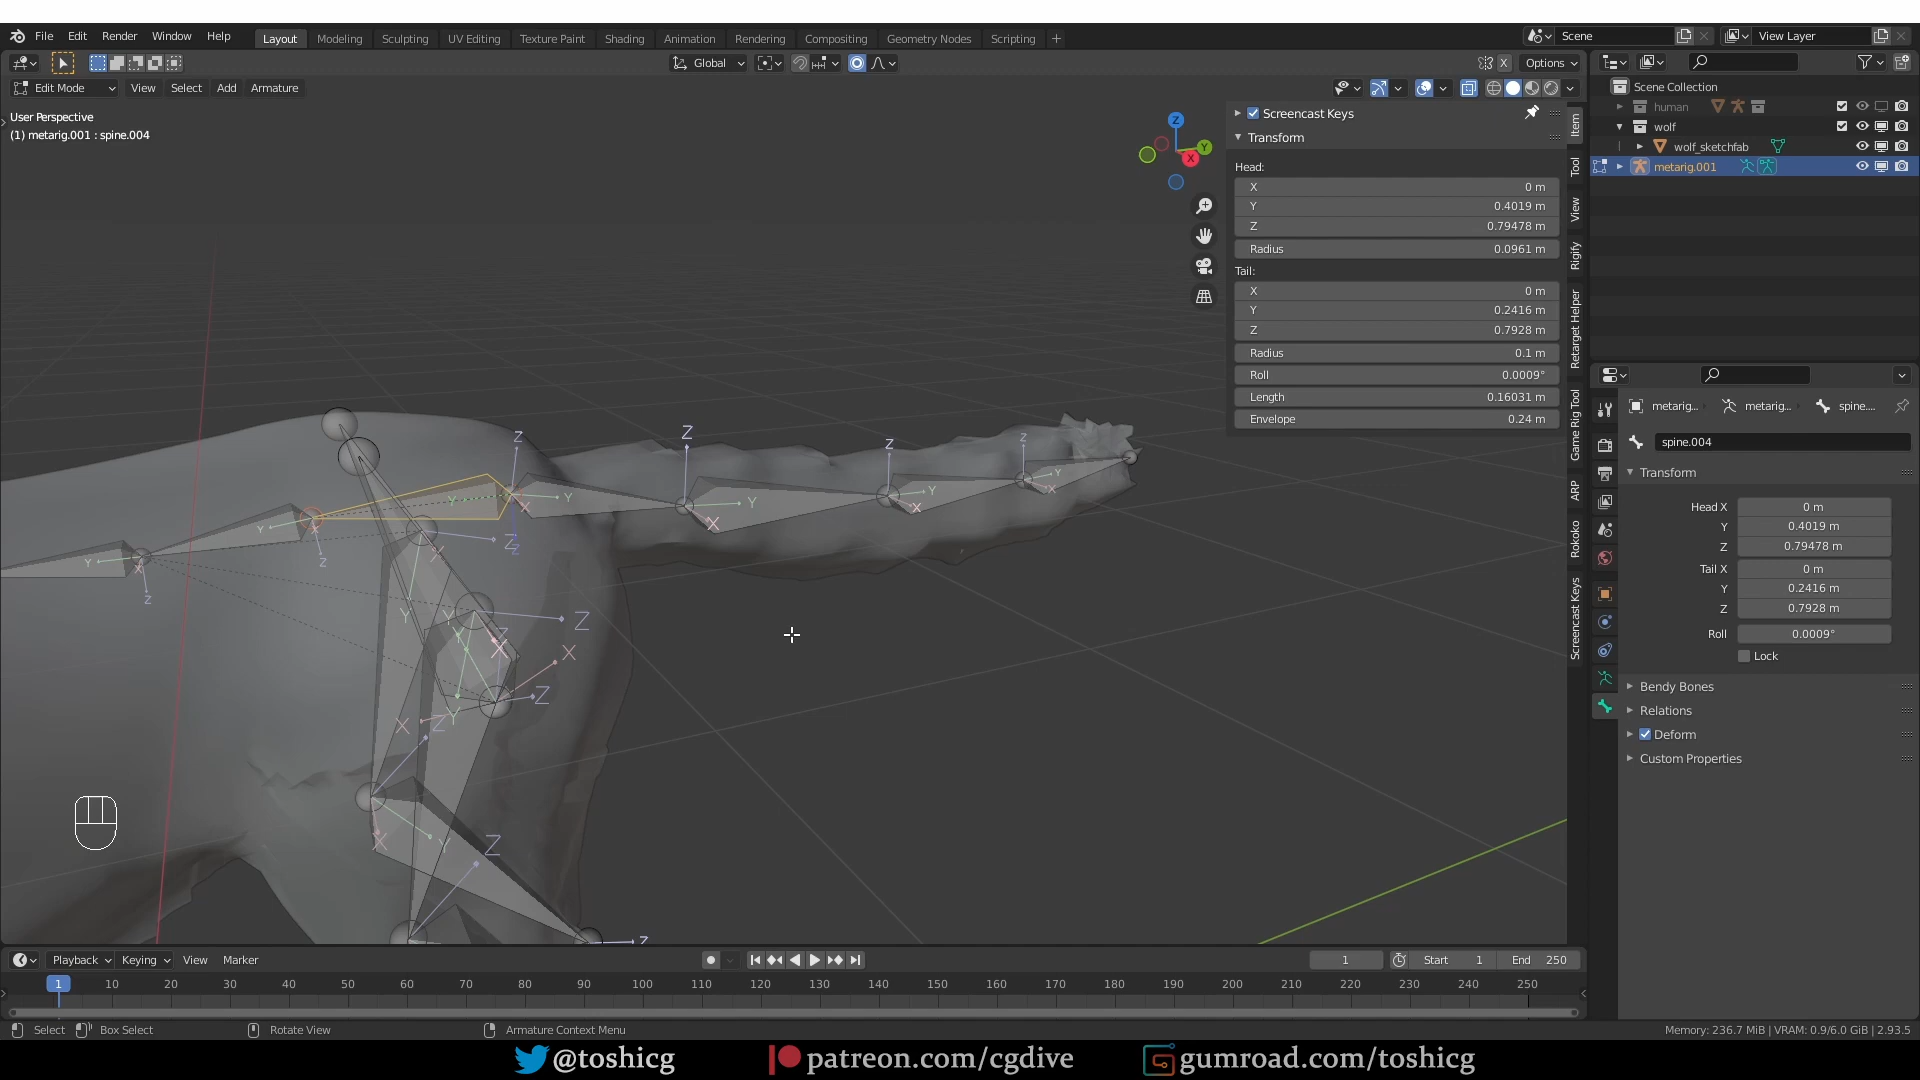 File Edit Render Window Help Layout Modeling Sculpting UV Editing Texture Paint Shading Animation Rendering Compositing Geometry Nodes Scripting + Scene View Layer
Global X Options
Edit Mode View Select Add Armature
User Perspective
(1) metarig.001 : spine.004
Screencast Keys
Transform
Head:
X 0 m
Y 0.4019 m
Z 0.79478 m
Radius 0.0961 m
Tail:
X 0 m
Y 0.2416 m
Z 0.7928 m
Radius 0.1 m
Roll 0.0009°
Length 0.16031 m
Envelope 0.24 m
Item
Tool
View
Rigify
Retarget Helper
Game Rig Tool
ARP
Rokoko
Screencast Keys
Scene Collection
human
wolf
wolf_sketchfab
metarig.001
metarig... metarig... spine....
spine.004
Transform
Head X 0 m
Y 0.4019 m
Z 0.79478 m
Tail X 0 m
Y 0.2416 m
Z 0.7928 m
Roll 0.0009°
Lock
Bendy Bones
Relations
Deform
Custom Properties
Playback Keying View Marker 1 Start 1 End 250
1 10 20 30 40 50 60 70 80 90 100 110 120 130 140 150 160 170 180 190 200 210 220 230 240 250
Select Box Select Rotate View Armature Context Menu Memory: 236.7 MiB | VRAM: 0.9/6.0 GiB | 2.93.5
@toshicg patreon.com/cgdive gumroad.com/toshicg